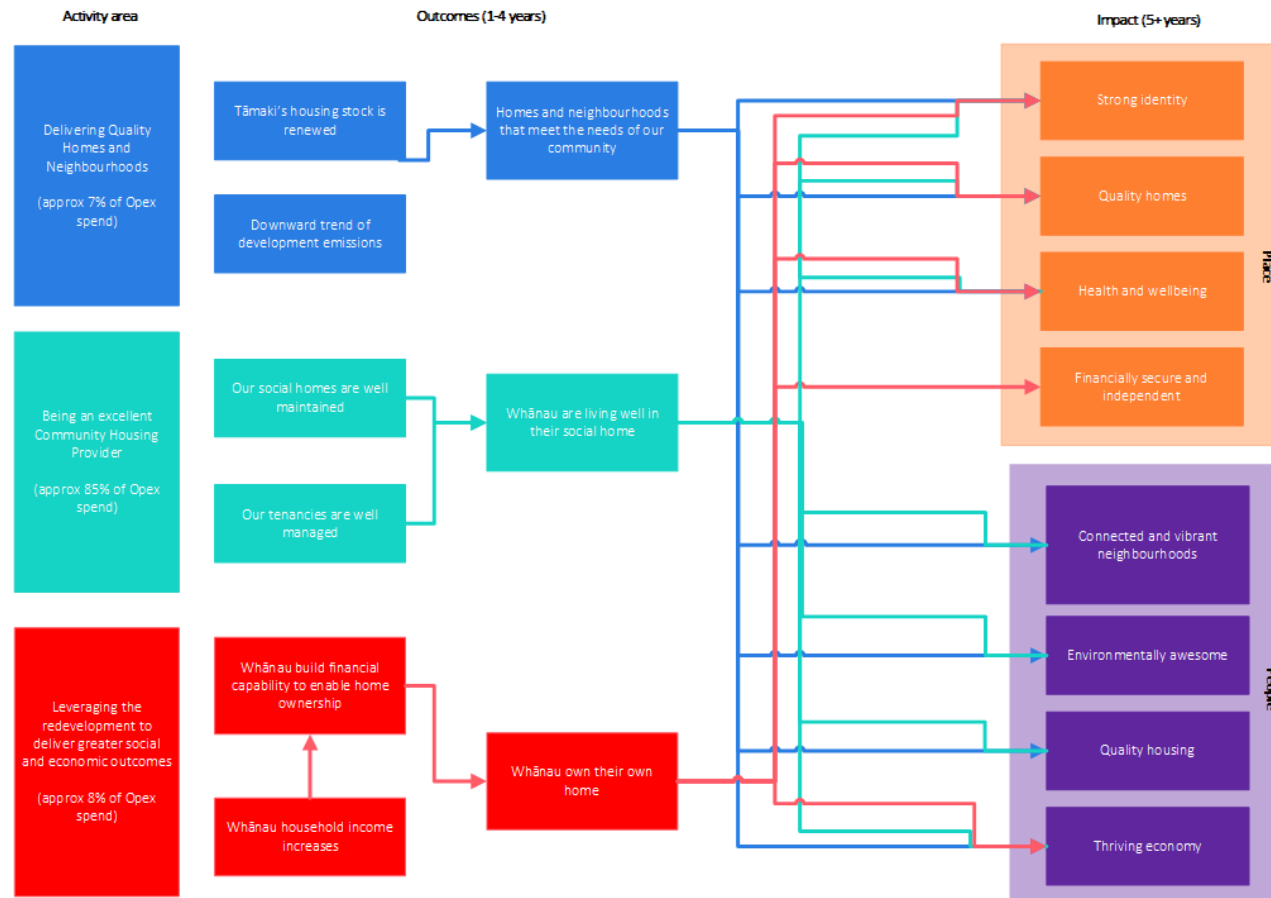 Activity area
Outcomes (1-4 years)
Impact (5+ years)
Delivering Quality
Homes and
Neighbourhoods
(approx 7% of Opex
spend)
Tāmaki's housing stock is
renewed
Homes and neighbourhoods
that meet the needs of our
community
Downward trend of
development emissions
Strong identity
Quality homes
Health and wellbeing
Financially secure and
independent
Place
Being an excellent
Community Housing
Provider
(approx 85% of Opex
spend)
Our social homes are well
maintained
Whānau are living well in
their social home
Our tenancies are well
managed
Connected and vibrant
neighbourhoods
Environmentally awesome
Quality housing
Thriving economy
People
Leveraging the
redevelopment to
deliver greater social
and economic outcomes
(approx 8% of Opex
spend)
Whānau build financial
capability to enable home
ownership
Whānau own their own
home
Whānau household income
increases